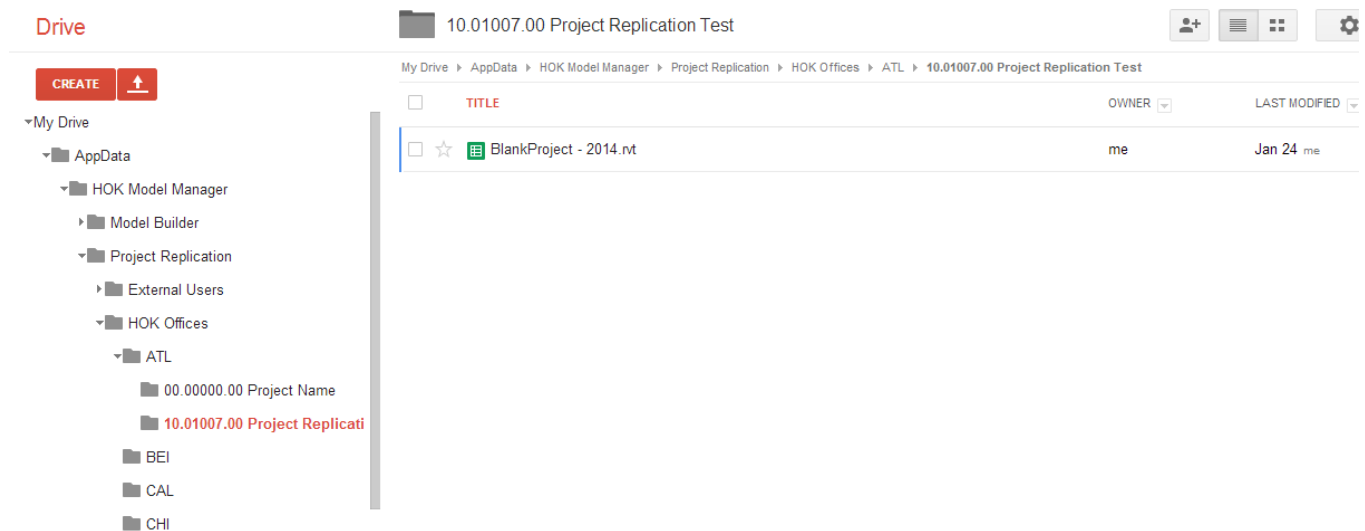 Drive
10.01007.00 Project Replication Test
My Drive AppData HOK Model Manager Project Replication HOK Offices ATL 10.01007.00 Project Replication Test
CREATE
TITLE OWNER LAST MODIFIED
My Drive
BlankProject - 2014.rvt me Jan 24 me
AppData
HOK Model Manager
Model Builder
Project Replication
External Users
HOK Offices
ATL
00.00000.00 Project Name
10.01007.00 Project Replicati
BEI
CAL
CHI